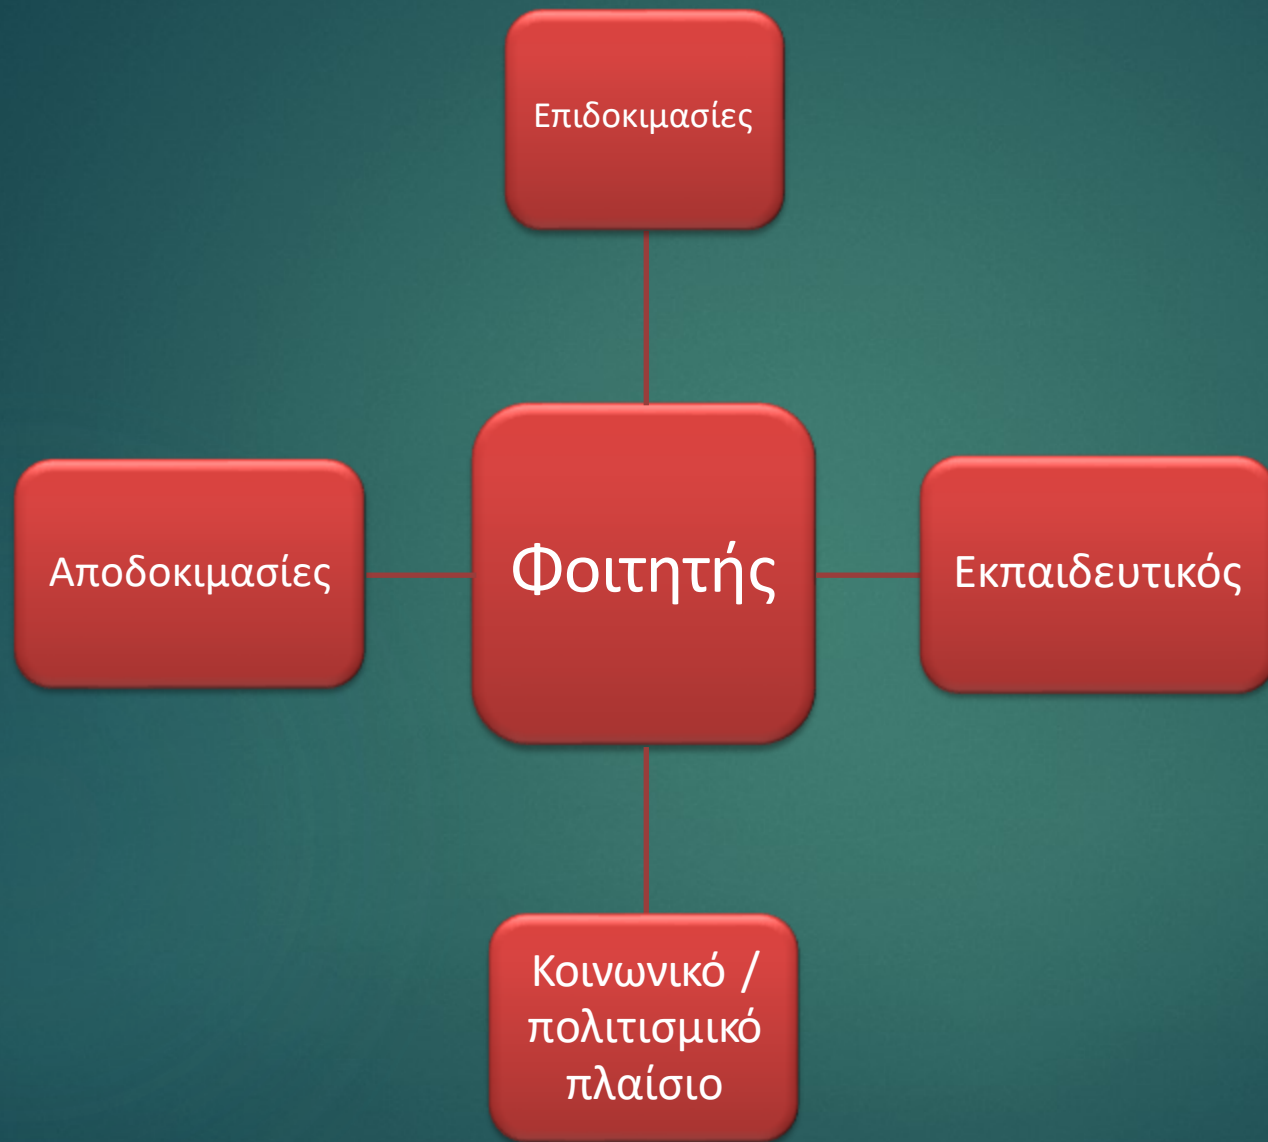 Επιδοκιμασίες
Αποδοκιμασίες
Φοιτητής
Εκπαιδευτικός
Κοινωνικό /
πολιτισμικό
πλαίσιο